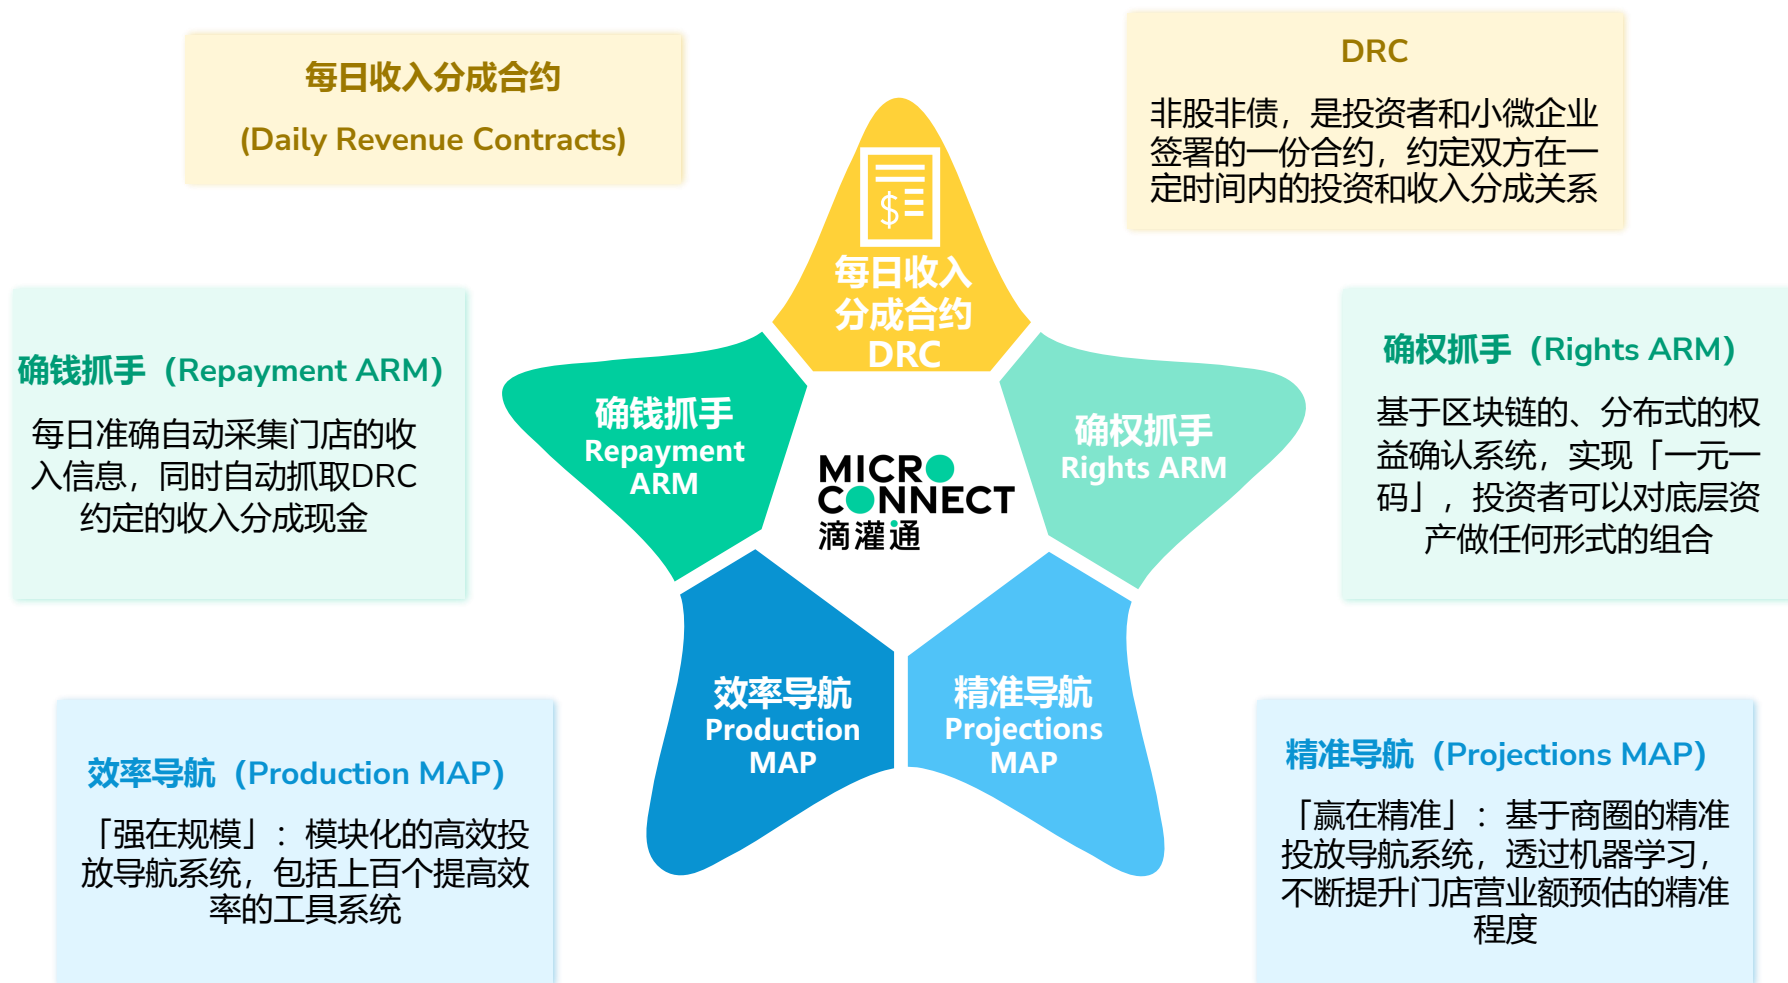 每日收入分成合约
(Daily Revenue Contracts)
DRC
非股非债，是投资者和小微企业
签署的一份合约，约定双方在一
定时间内的投资和收入分成关系
每日收入
分成合约
DRC
确钱抓手（Repayment ARM）
每日准确自动采集门店的收
入信息，同时自动抓取DRC
约定的收入分成现金
确钱抓手
Repayment
ARM
确权抓手
Rights ARM
确权抓手（Rights ARM）
基于区块链的、分布式的权
益确认系统，实现「一元一
码」，投资者可以对底层资
产做任何形式的组合
MICRO
CONNECT
滴灌通
效率导航
Production
MAP
精准导航
Projections
MAP
效率导航（Production MAP）
「强在规模」：模块化的高效投
放导航系统，包括上百个提高效
率的工具系统
精准导航（Projections MAP）
「赢在精准」：基于商圈的精准
投放导航系统，透过机器学习，
不断提升门店营业额预估的精准
程度